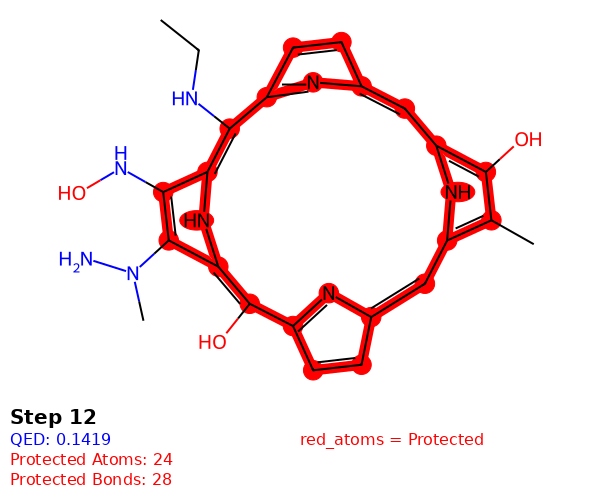 N
OH
HN
H
N
HO
NH
HN
H2N
N
N
HO
Step 12
QED: 0.1419
red_atoms = Protected
Protected Atoms: 24
Protected Bonds: 28